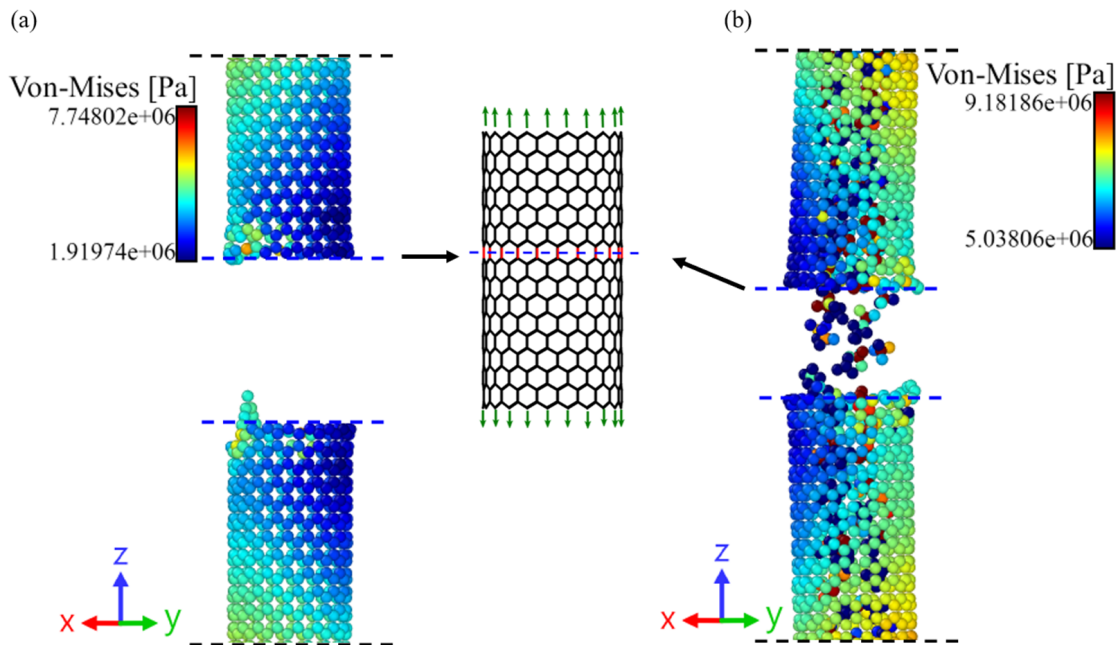 (a)
Von-Mises [Pa]
7.74802e+06
1.91974e+06
z
x
y
(b)
Von-Mises [Pa]
9.18186e+06
5.03806e+06
z
x
y